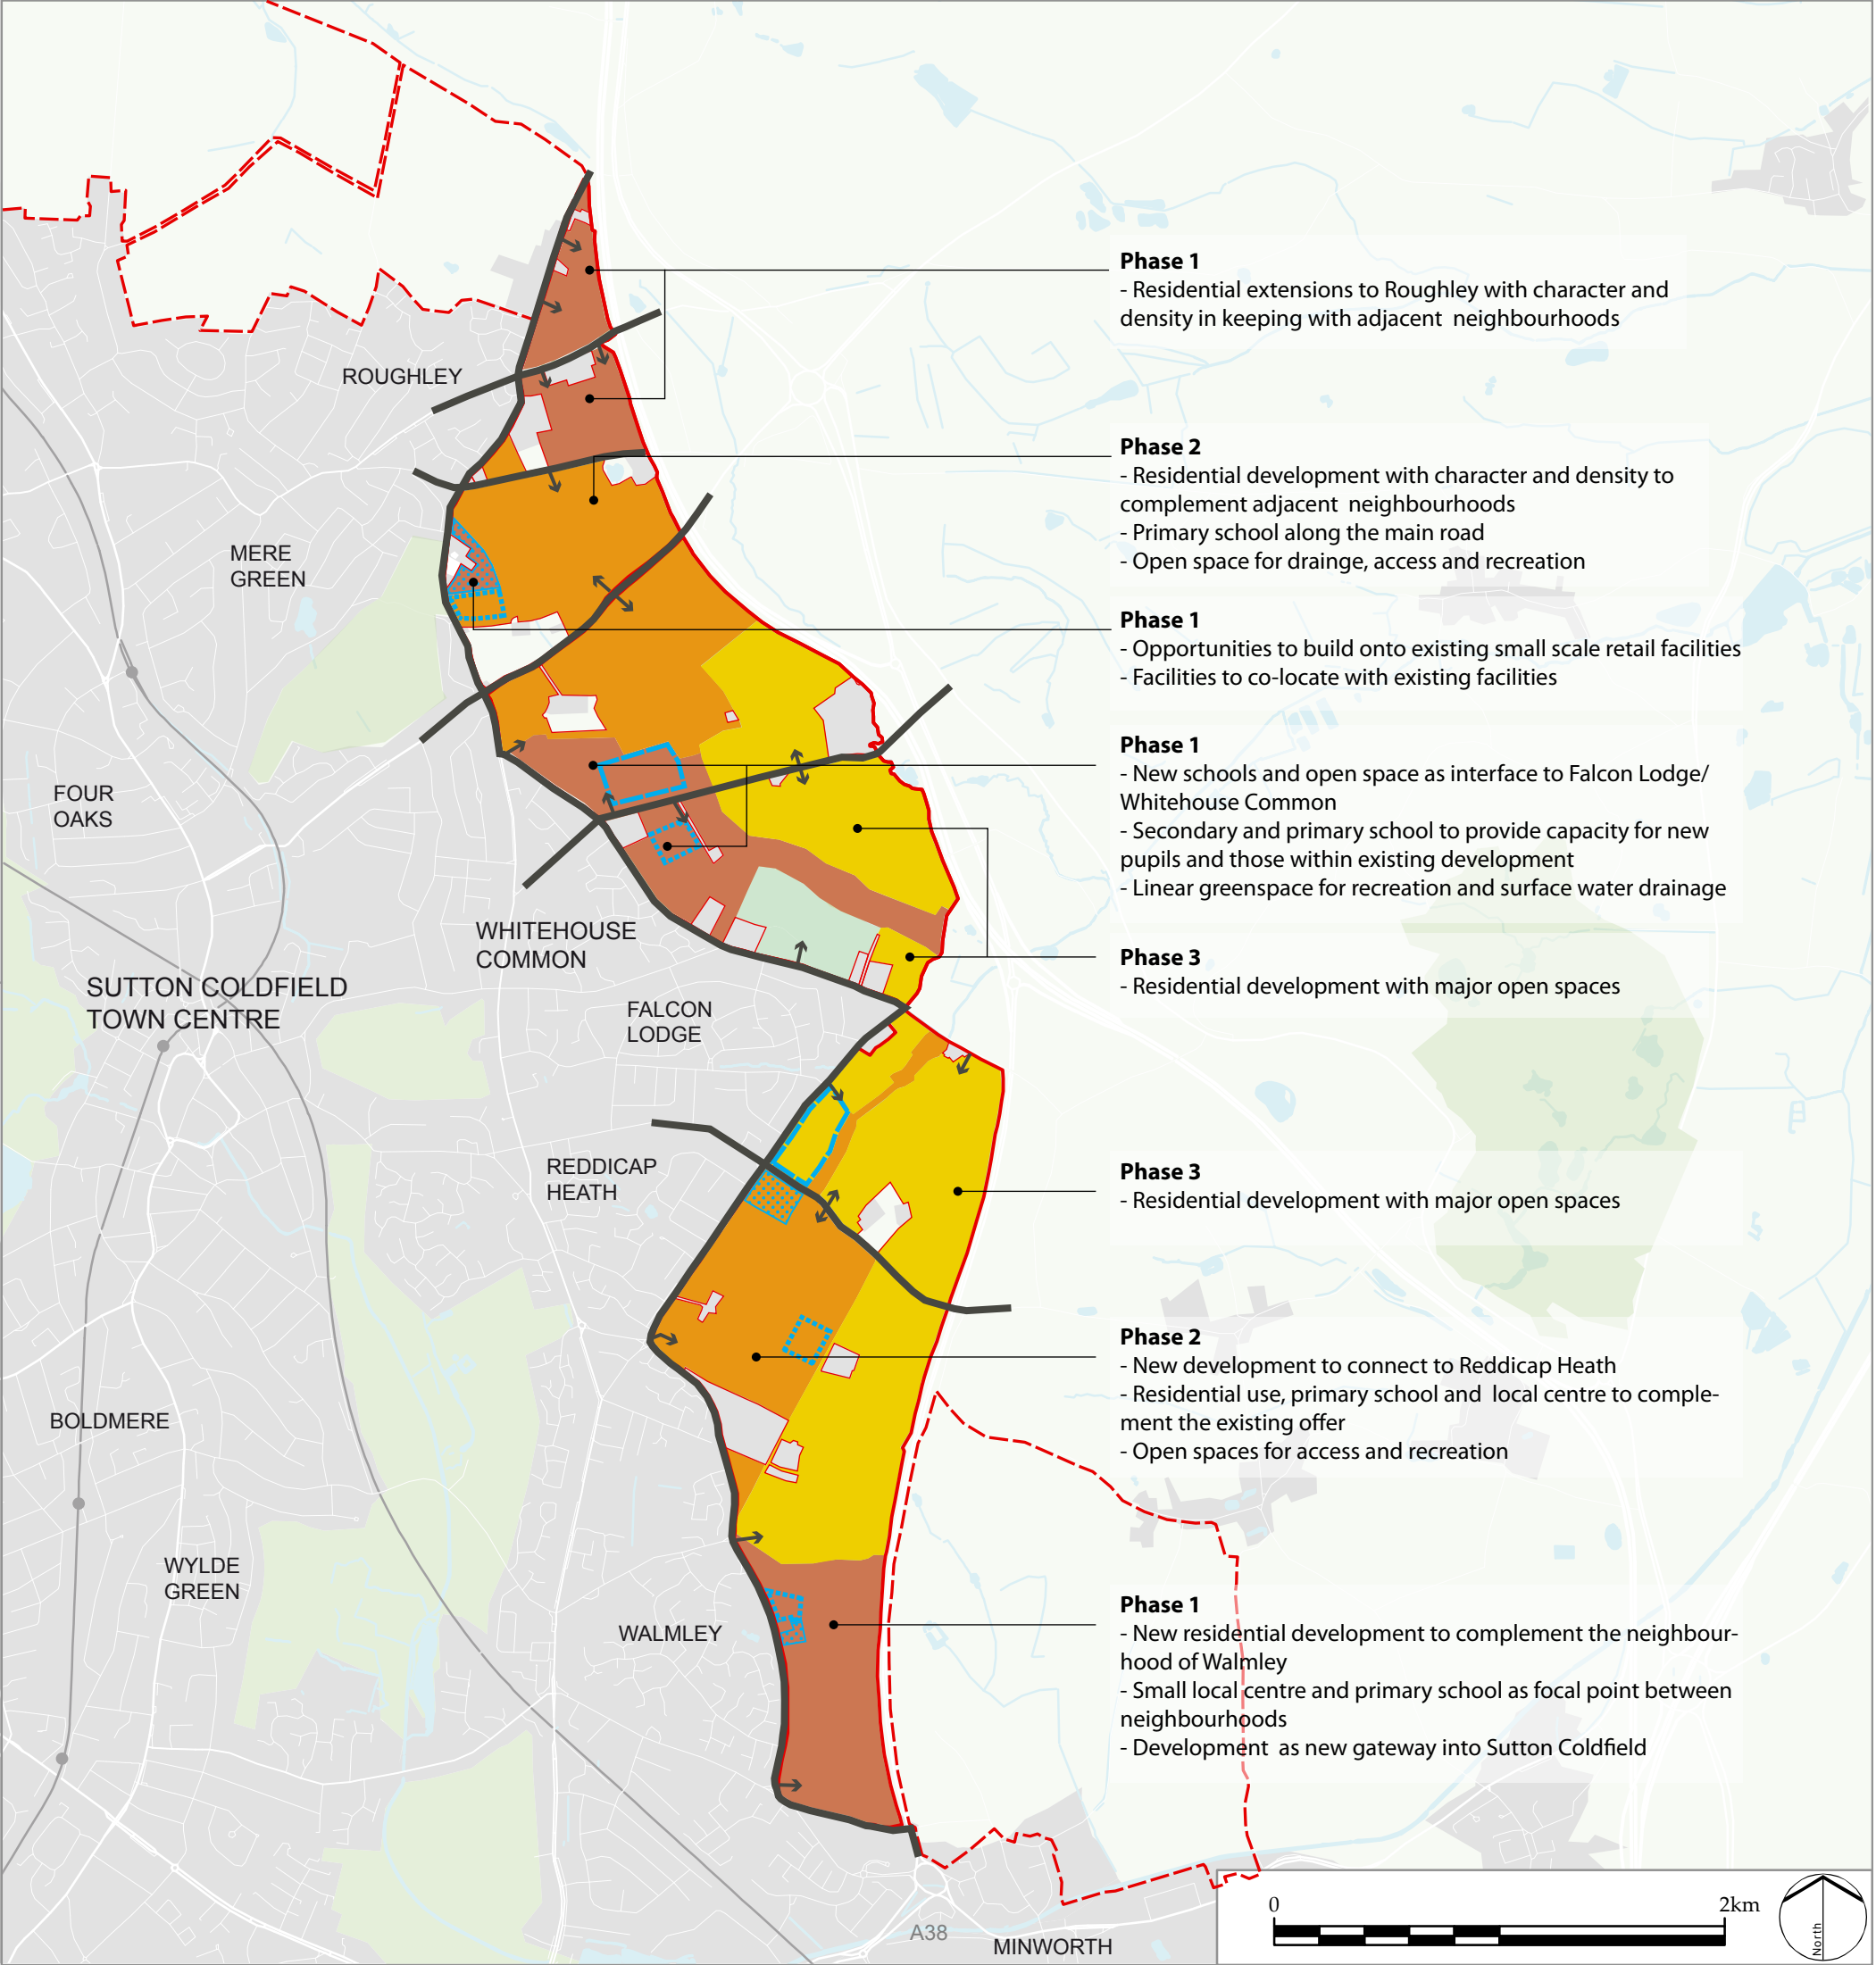 Phase 1
- Residential extensions to Roughley with character and
density in keeping with adjacent neighbourhoods
ROUGHLEY
Phase 2
- Residential development with character and density to
complement adjacent neighbourhoods
- Primary school along the main road
- Open space for drainge, access and recreation
MERE
GREEN
Phase 1
- Opportunities to build onto existing small scale retail facilities
- Facilities to co-locate with existing facilities
Phase 1
- New schools and open space as interface to Falcon Lodge/
Whitehouse Common
- Secondary and primary school to provide capacity for new
pupils and those within existing development
- Linear greenspace for recreation and surface water drainage
FOUR
OAKS
WHITEHOUSE
COMMON
Phase 3
- Residential development with major open spaces
SUTTON COLDFIELD
TOWN CENTRE
FALCON
LODGE
REDDICAP
HEATH
Phase 3
- Residential development with major open spaces
Phase 2
- New development to connect to Reddicap Heath
- Residential use, primary school and local centre to comple-
ment the existing offer
- Open spaces for access and recreation
BOLDMERE
WYLDE
GREEN
WALMLEY
Phase 1
- New residential development to complement the neighbour-
hood of Walmley
- Small local centre and primary school as focal point between
neighbourhoods
- Development as new gateway into Sutton Coldfield
A38
MINWORTH
0
2km
North